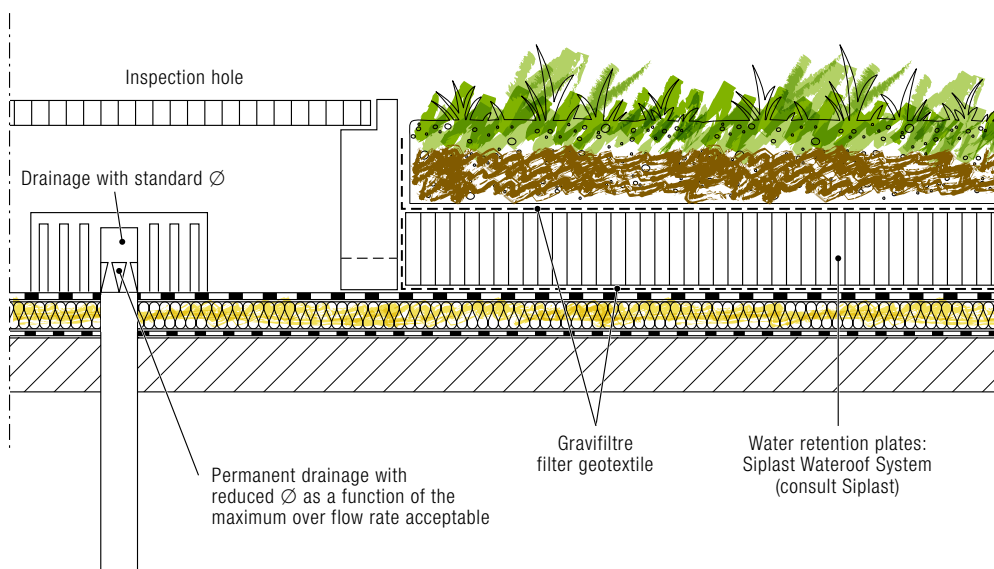 Inspection hole
Drainage with standard ∅
Permanent drainage with
reduced ∅ as a function of the
maximum over flow rate acceptable
Gravifiltre
filter geotextile
Water retention plates:
Siplast Wateroof System
(consult Siplast)